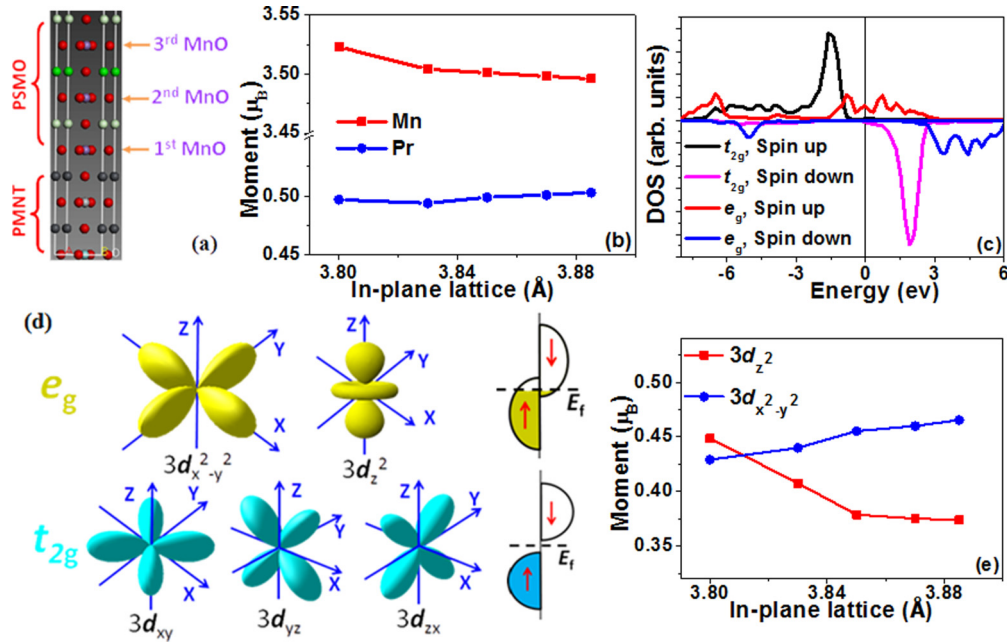 (a)
PSMO
PMNT
3rd MnO
2nd MnO
1st MnO
Moment (μB)
3.55
3.50
3.45
0.50
0.45
Mn
Pr
3.80 3.84 3.88
In-plane lattice (Å)
(b)
DOS (arb. units)
t2g, Spin up
t2g, Spin down
eg, Spin up
eg, Spin down
-6 -3 0 3 6
Energy (ev)
(c)
(d)
eg
Z Y X
3dx2-y2
Z Y X
3dz2
Ef
t2g
Z Y X
3dxy
Z Y X
3dyz
Z Y X
3dzx
Ef
Moment (μB)
0.50
0.45
0.40
0.35
3dz2
3dx2-y2
3.80 3.84 3.88
In-plane lattice (Å)
(e)